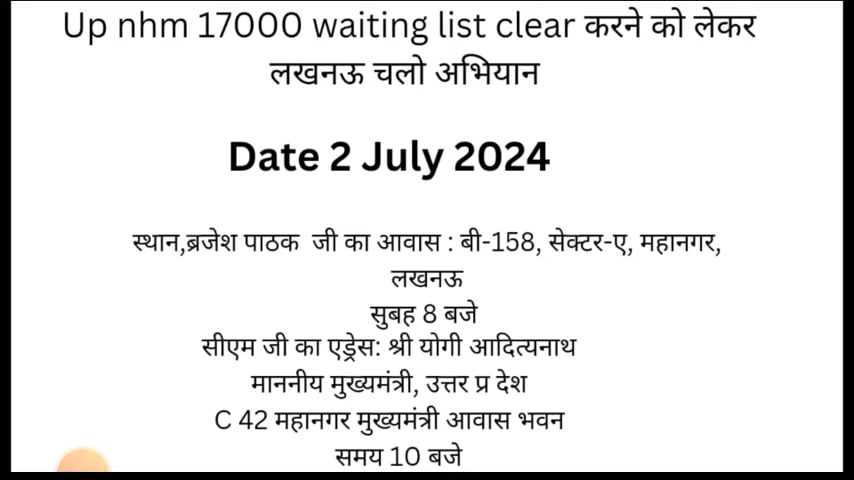 Up nhm 17000 waiting list clear करने को लेकर
लखनऊ चलो अभियान
Date 2 July 2024
स्थान,ब्रजेश पाठक जी का आवास : बी-158, सेक्टर-ए, महानगर,
लखनऊ
सुबह 8 बजे
सीएम जी का एड्रेस: श्री योगी आदित्यनाथ
माननीय मुख्यमंत्री, उत्तर प्र देश
C 42 महानगर मुख्यमंत्री आवास भवन
समय 10 बजे